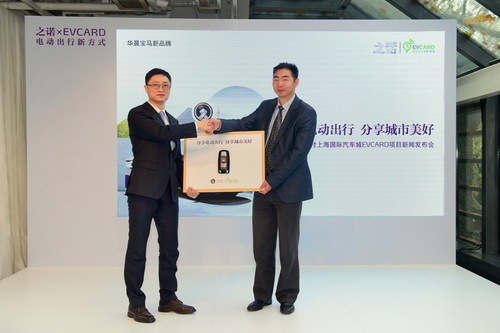 之诺×EVCARD
电动出行新方式
华晨宝马新品牌
之诺 EVCARD
电动出行 分享城市美好
上海国际汽车城EVCARD项目新闻发布会
分享电动出行 分享城市美好